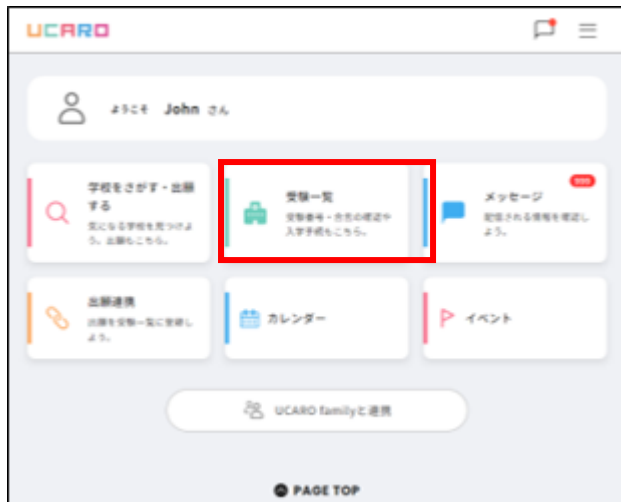 UCARO
ようこそ John さん
学校をさがす・出願
する
気になる学校を見つけよ
う。出願もこちら。
受験一覧
受験番号・合否の確認や
入学手続もこちら。
999
メッセージ
配信される情報を確認し
よう。
出願連携
出願を受験一覧に登録し
よう。
カレンダー
イベント
UCARO familyと連携
PAGE TOP